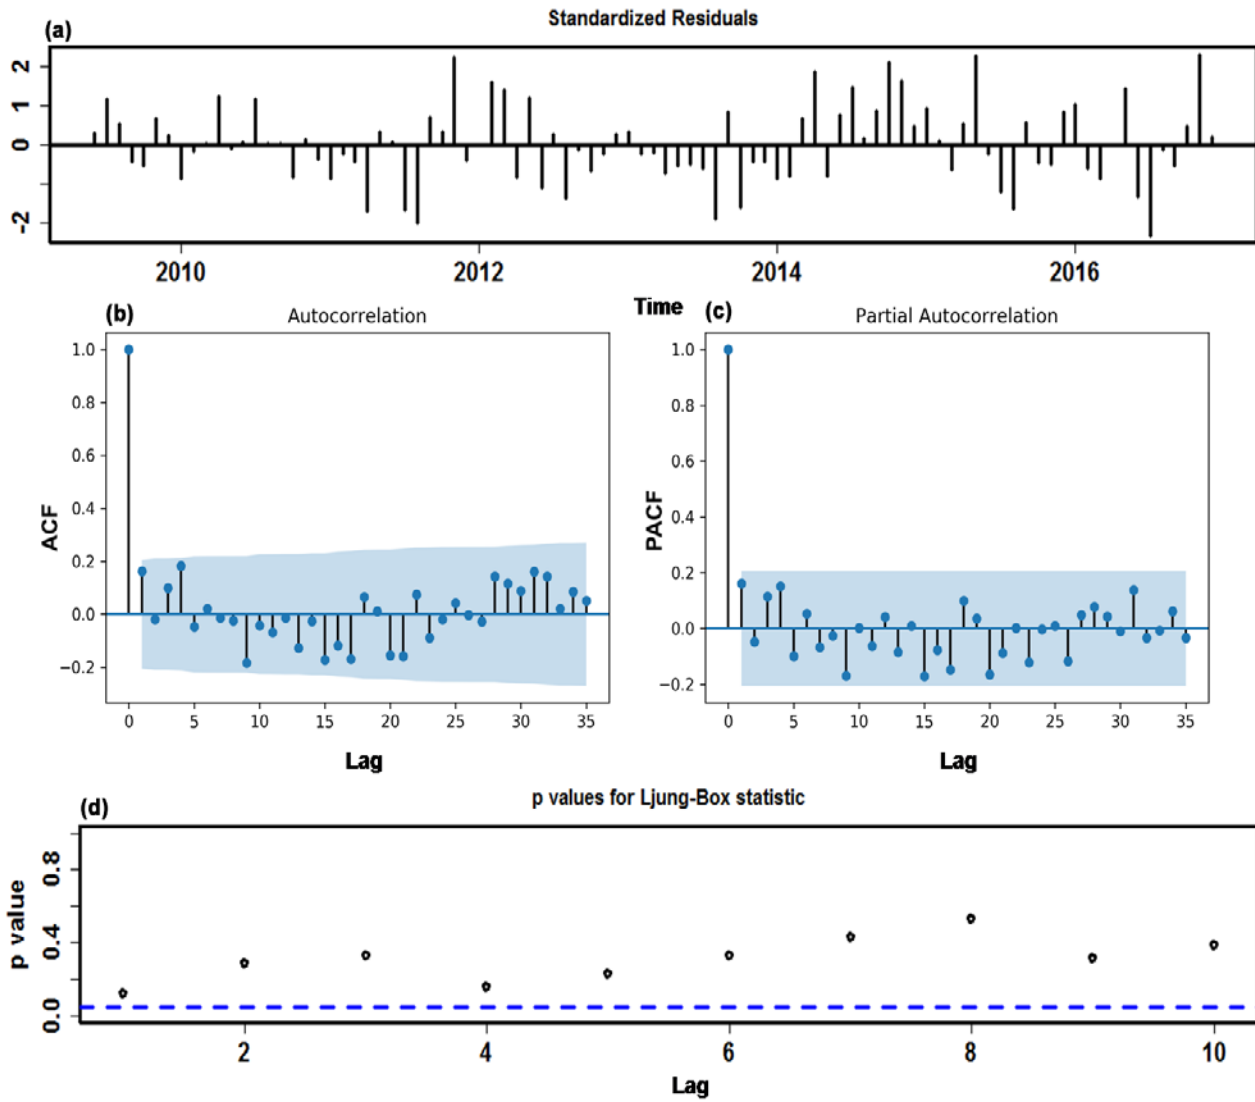 (a)
Standardized Residuals
2
1
0
-2
2010 2012 2014 2016
Time
(b)
Autocorrelation
ACF
1.0
0.8
0.6
0.4
0.2
0.0
−0.2
0 5 10 15 20 25 30 35
Lag
(c)
Partial Autocorrelation
PACF
1.0
0.8
0.6
0.4
0.2
0.0
−0.2
0 5 10 15 20 25 30 35
Lag
(d)
p values for Ljung-Box statistic
p value
0.8
0.4
0.0
2 4 6 8 10
Lag